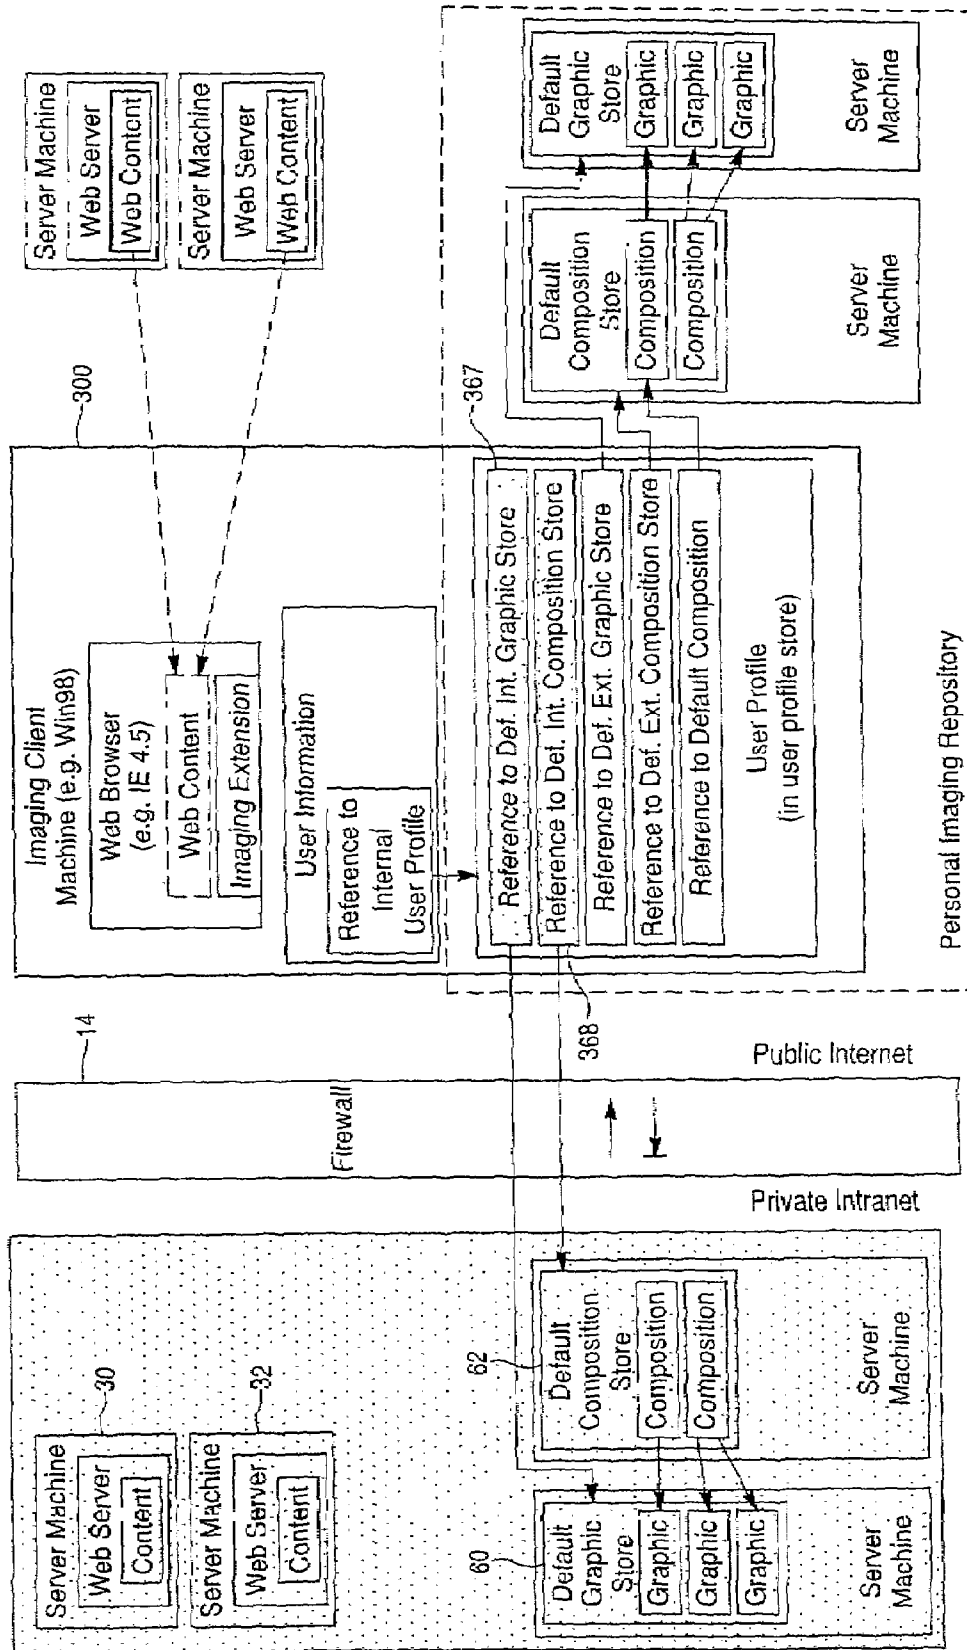 Server Machine
30
Web Server
Content
Server Machine
32
Web Server
Content
60
Default
Graphic
Store
Graphic
Graphic
Graphic
Server
Machine
62
Default
Composition
Store
Composition
Composition
Server
Machine
Private Intranet
14
Firewall
Public Internet
300
Imaging Client
Machine (e.g. Win98)
Web Browser
(e.g. IE 4.5)
Web Content
Imaging Extension
User Information
Reference to
Internal
User Profile
367
Reference to Def. Int. Graphic Store
Reference to Def. Int. Composition Store
368
Reference to Def. Ext. Graphic Store
Reference to Def. Ext. Composition Store
Reference to Default Composition
User Profile
(in user profile store)
Server Machine
Web Server
Web Content
Server Machine
Web Server
Web Content
Default
Composition
Store
Composition
Composition
Server
Machine
Default
Graphic
Store
Graphic
Graphic
Graphic
Server
Machine
Personal Imaging Repository